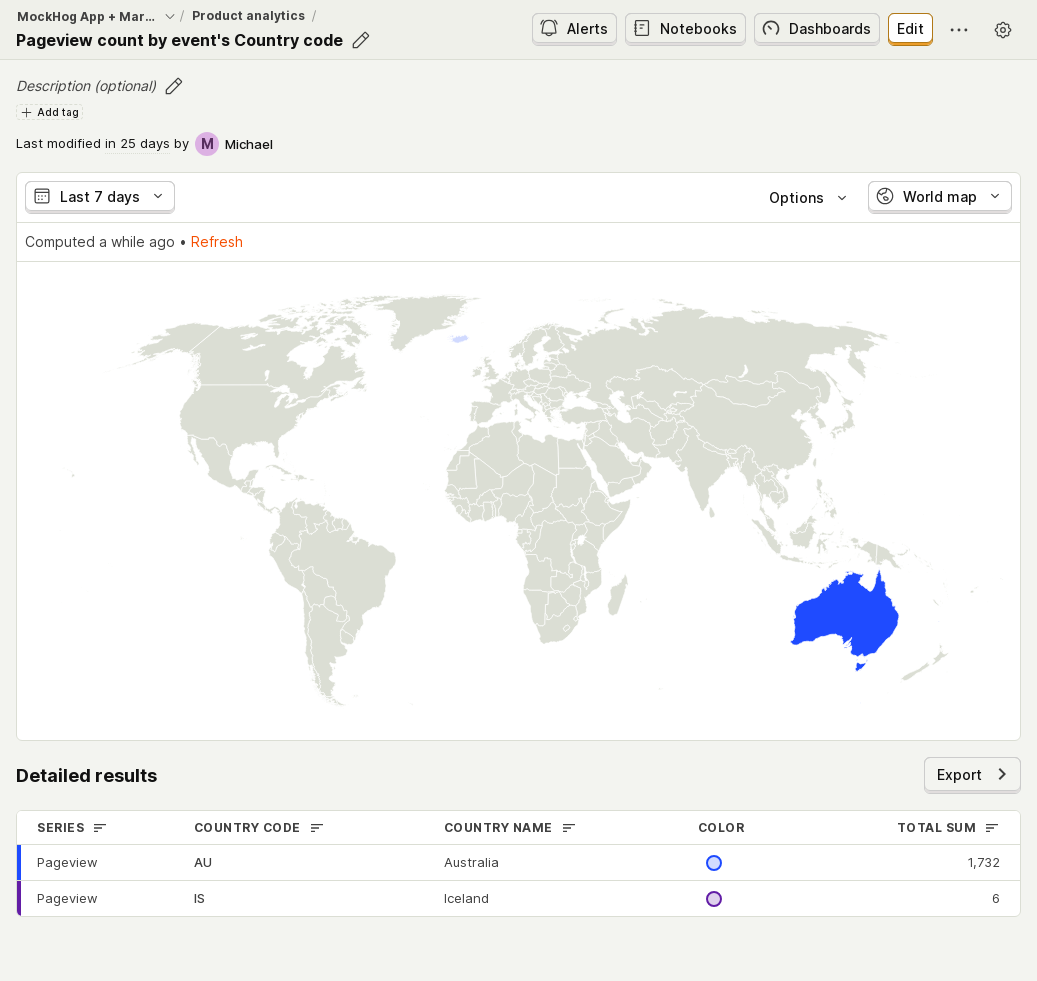 MockHog App + Mar... / Product analytics /
Pageview count by event's Country code
Alerts
Notebooks
Dashboards
Edit
Description (optional)
Add tag
Last modified in 25 days by M Michael
Last 7 days
Options
World map
Computed a while ago • Refresh
Detailed results
Export
SERIES COUNTRY CODE COUNTRY NAME COLOR TOTAL SUM
Pageview AU Australia 1,732
Pageview IS Iceland 6